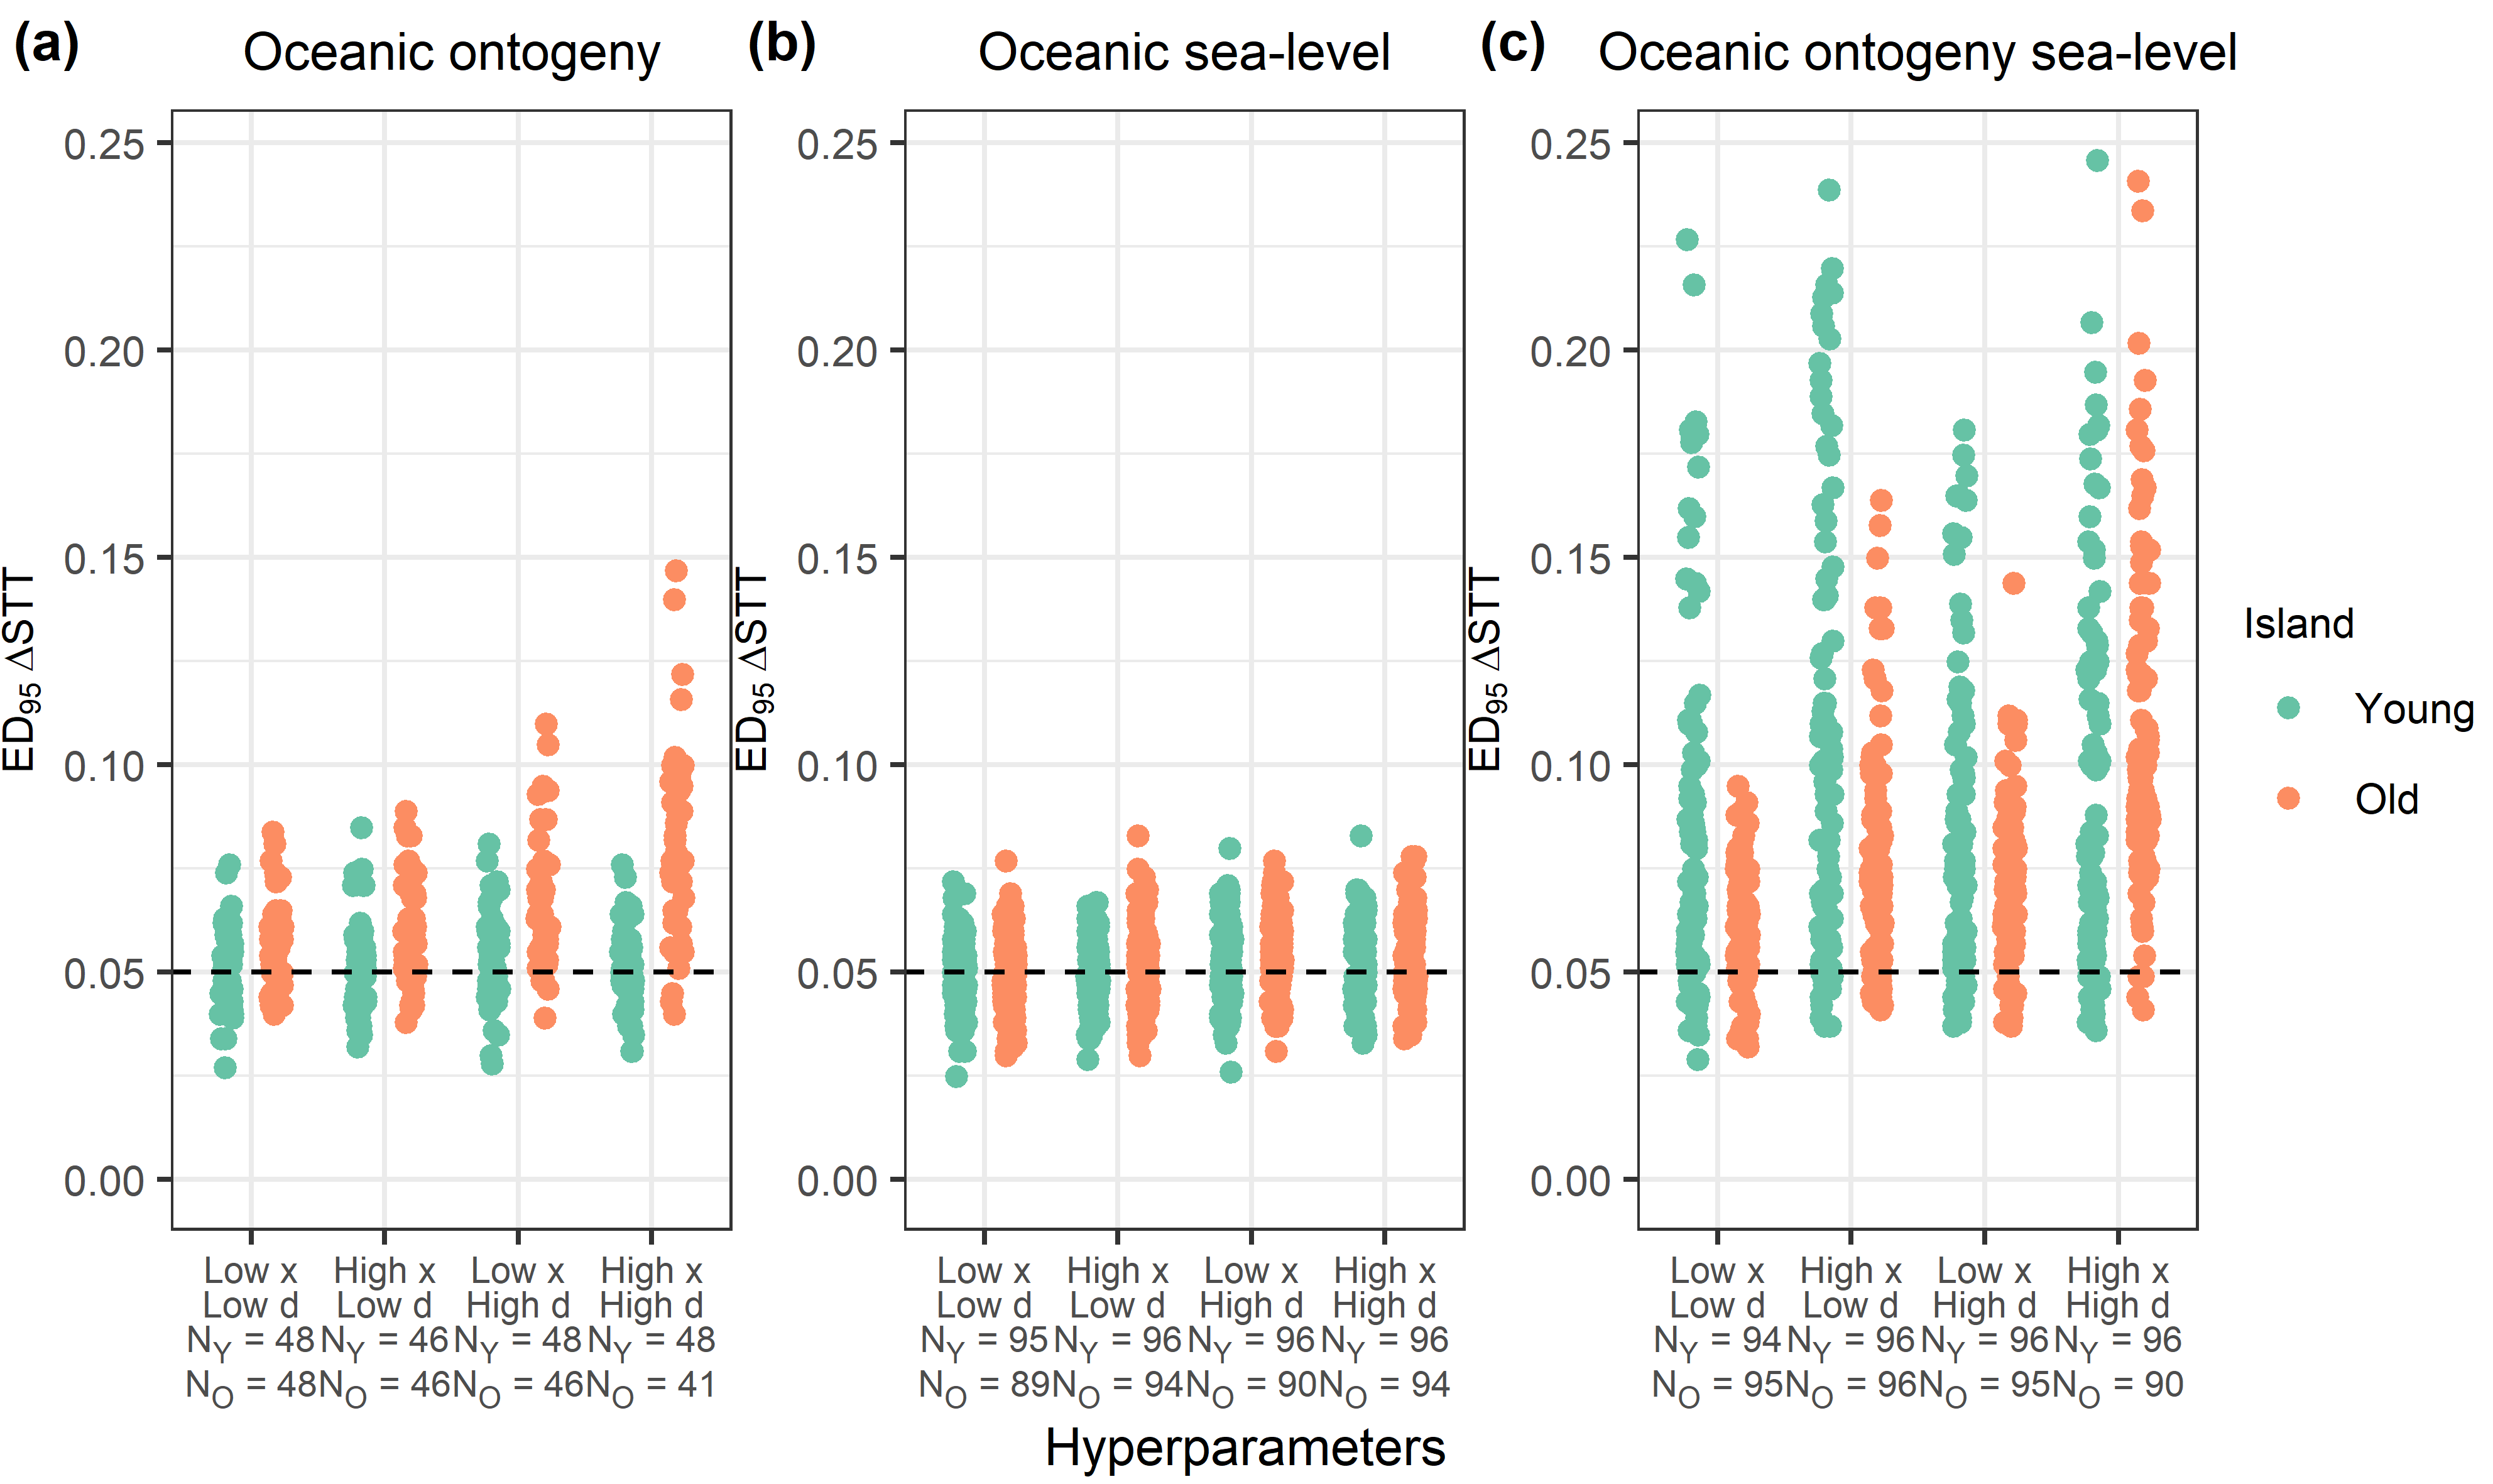 (a) Oceanic ontogeny
0.25
0.20
0.15
0.10
0.05
0.00
ED95 ΔSTT
Low x High x Low x High x
Low d Low d High d High d
NY = 48 NY = 46 NY = 48 NY = 48
NO = 48 NO = 46 NO = 46 NO = 41
(b) Oceanic sea-level
0.25
0.20
0.15
0.10
0.05
0.00
ED95 ΔSTT
Low x High x Low x High x
Low d Low d High d High d
NY = 95 NY = 96 NY = 96 NY = 96
NO = 89 NO = 94 NO = 90 NO = 94
(c) Oceanic ontogeny sea-level
0.25
0.20
0.15
0.10
0.05
0.00
ED95 ΔSTT
Low x High x Low x High x
Low d Low d High d High d
NY = 94 NY = 96 NY = 96 NY = 96
NO = 95 NO = 96 NO = 95 NO = 90
Island
Young
Old
Hyperparameters